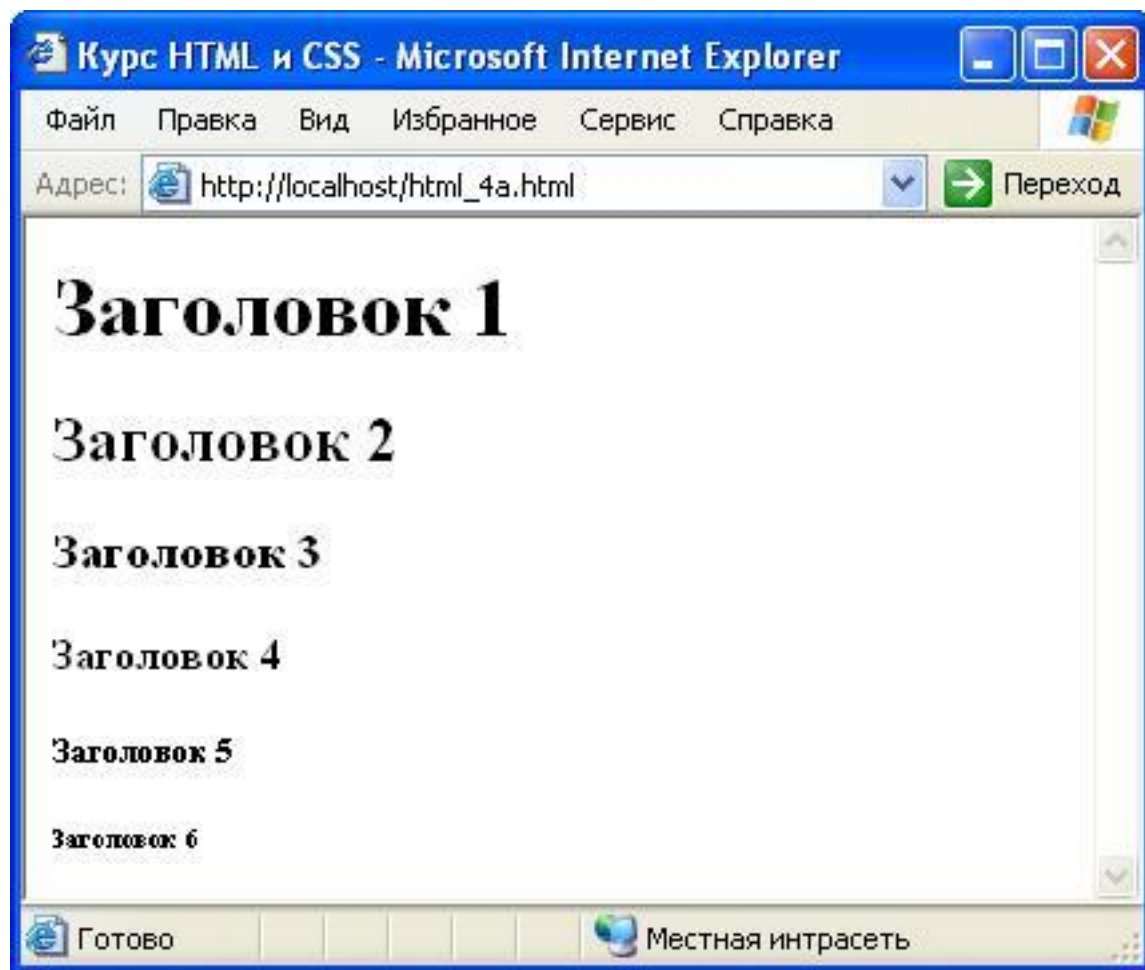 Курс HTML и CSS - Microsoft Internet Explorer
Файл Правка Вид Избранное Сервис Справка
Адрес: http://localhost/html_4a.html Переход
Заголовок 1
Заголовок 2
Заголовок 3
Заголовок 4
Заголовок 5
Заголовок 6
Готово Местная интрасеть